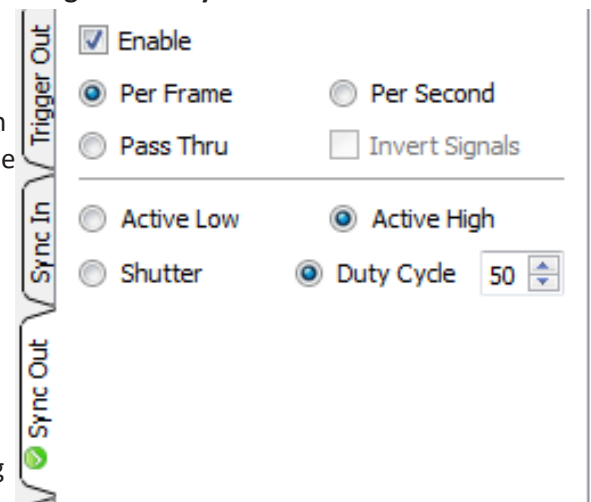 Trigger Out
Enable
Per Frame
Per Second
Pass Thru
Invert Signals
e
Sync In
Active Low
Active High
Shutter
Duty Cycle
50
Sync Out
g